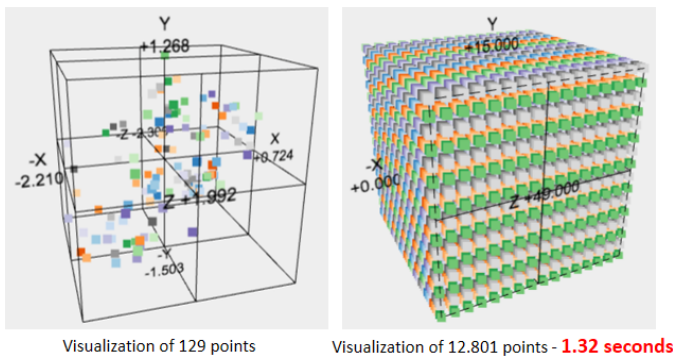 Y
+1.268
-Z -2.305
X
+0.724
-X
-2.210
Z +1.992
-Y
-1.503
Y
+15.000
-X
+0.000
Z +49.000
Visualization of 129 points
Visualization of 12.801 points - 1.32 seconds